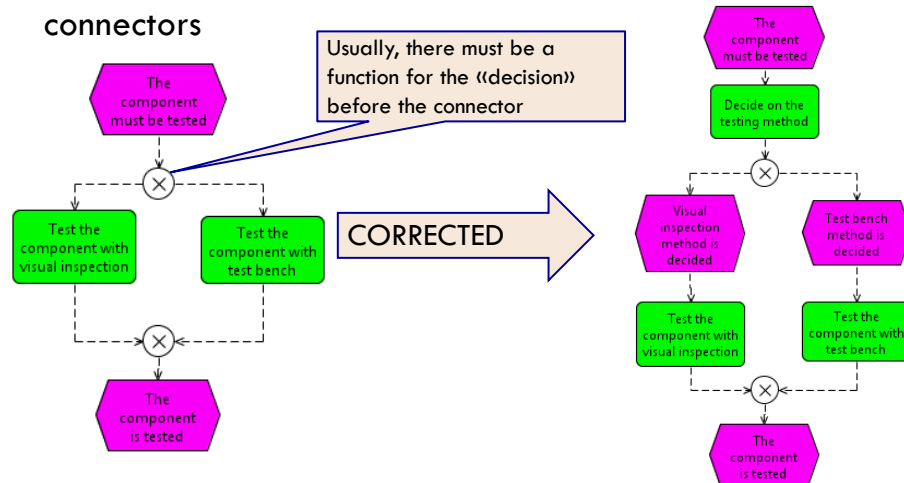 connectors
Usually, there must be a
function for the «decision»
before the connector
The
component
must be tested
Test the
component with
visual inspection
Test the
component with
test bench
The
component
is tested
CORRECTED
The
component
must be tested
Decide on the
testing method
Visual
inspection
method is
decided
Test bench
method is
decided
Test the
component with
visual inspection
Test the
component with
test bench
The
component
is tested